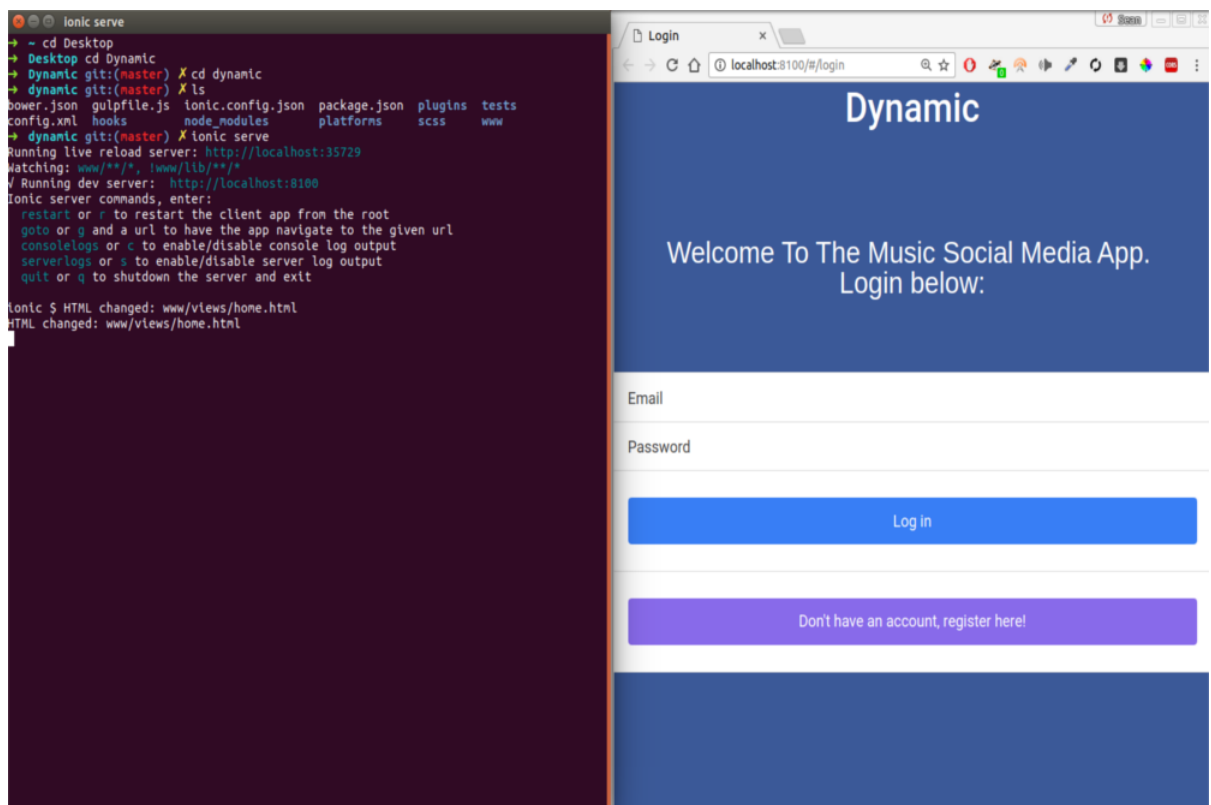 ionic serve
➜ ~ cd Desktop
➜ Desktop cd Dynamic
➜ Dynamic git:(master) ✗ cd dynamic
➜ dynamic git:(master) ✗ ls
bower.json gulpfile.js ionic.config.json package.json plugins tests
config.xml hooks node_modules platforms scss www
➜ dynamic git:(master) ✗ ionic serve
Running live reload server: http://localhost:35729
Watching: www/**/*, !www/lib/**/*
√ Running dev server: http://localhost:8100
Ionic server commands, enter:
restart or r to restart the client app from the root
goto or g and a url to have the app navigate to the given url
consolelogs or c to enable/disable console log output
serverlogs or s to enable/disable server log output
quit or q to shutdown the server and exit
ionic $ HTML changed: www/views/home.html
HTML changed: www/views/home.html
Sean
Login
localhost:8100/#/login
Dynamic
Welcome To The Music Social Media App.
Login below:
Email
Password
Log in
Don't have an account, register here!